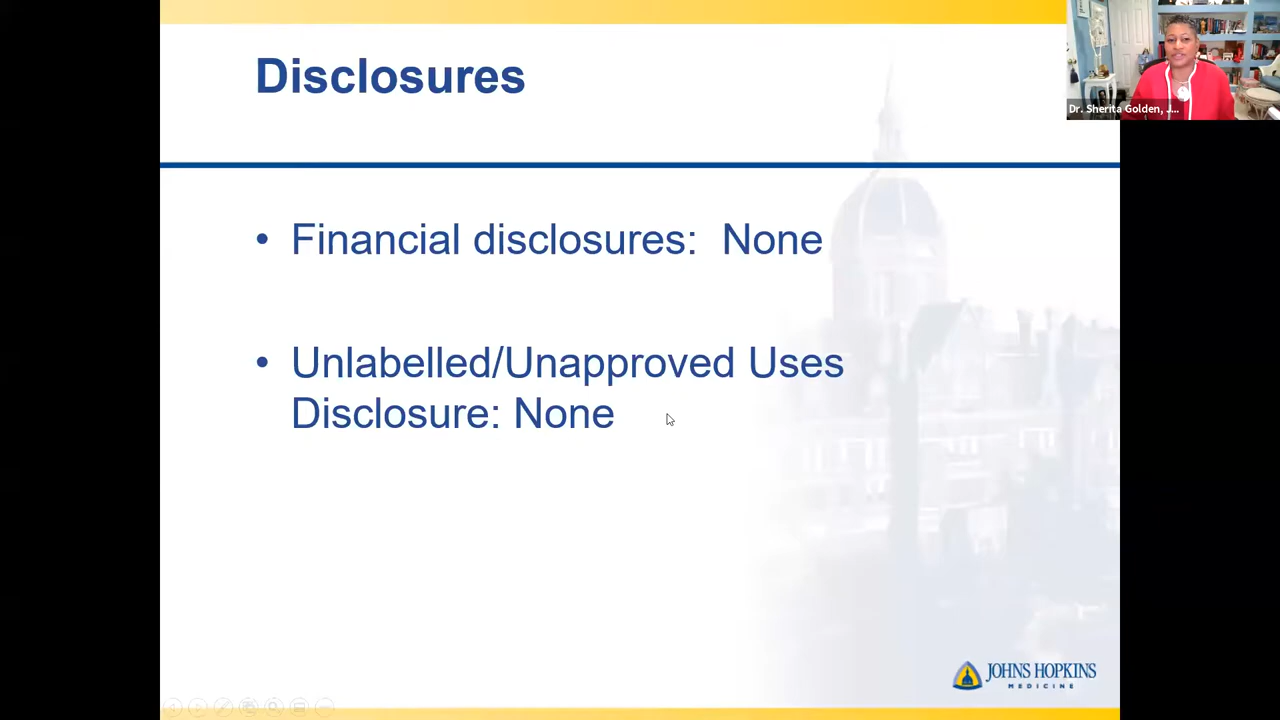 Disclosures
Dr. Sherita Golden, J...
• Financial disclosures: None
• Unlabelled/Unapproved Uses
Disclosure: None
JOHNS HOPKINS
MEDICINE